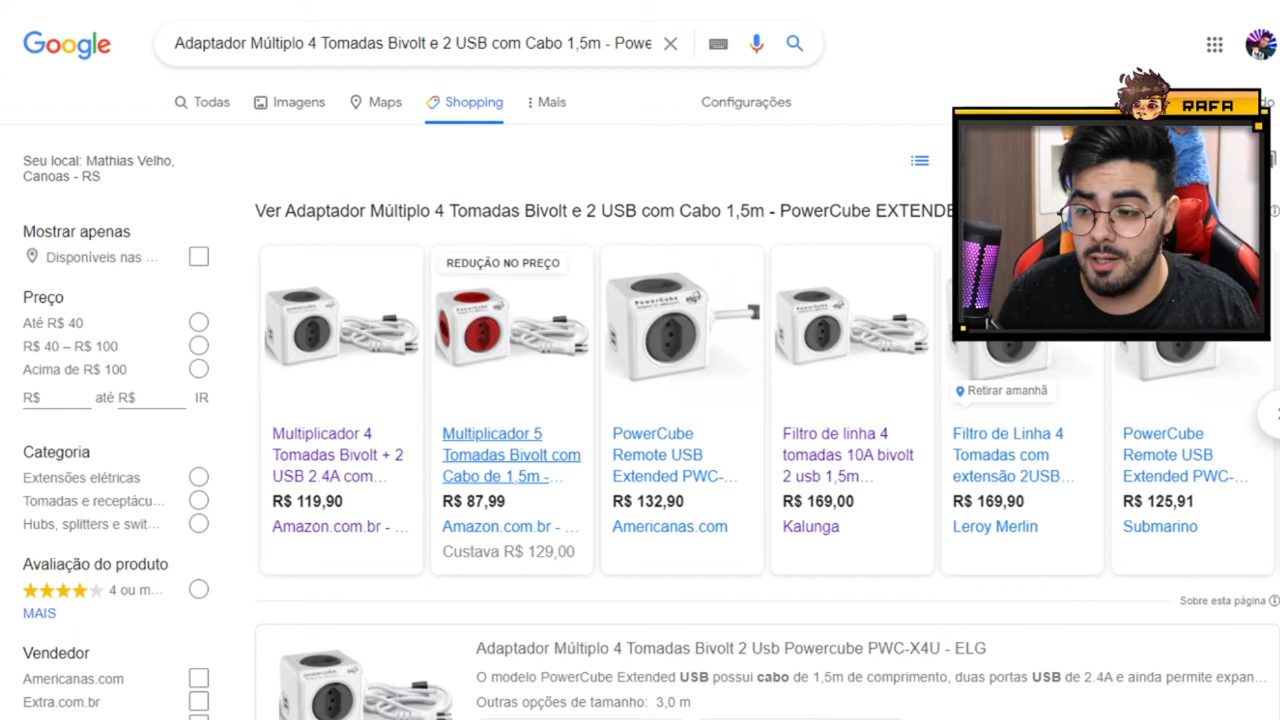 Google
Adaptador Múltiplo 4 Tomadas Bivolt e 2 USB com Cabo 1,5m - Powe
Todas
Imagens
Maps
Shopping
Mais
Configurações
RAFA
Seu local: Mathias Velho,
Canoas - RS
Mostrar apenas
Disponíveis nas ...
Preço
Até R$ 40
R$ 40 – R$ 100
Acima de R$ 100
R$ até R$ IR
Categoria
Extensões elétricas
Tomadas e receptácu...
Hubs, splitters e swit...
Avaliação do produto
4 ou m...
MAIS
Vendedor
Americanas.com
Extra.com.br
Ver Adaptador Múltiplo 4 Tomadas Bivolt e 2 USB com Cabo 1,5m - PowerCube EXTENDE
Multiplicador 4
Tomadas Bivolt + 2
USB 2.4A com...
R$ 119,90
Amazon.com.br - ...
REDUÇÃO NO PREÇO
Multiplicador 5
Tomadas Bivolt com
Cabo de 1,5m -...
R$ 87,99
Amazon.com.br - ...
Custava R$ 129,00
PowerCube
PowerCube
Remote USB
Extended PWC-...
R$ 132,90
Americanas.com
Filtro de linha 4
tomadas 10A bivolt
2 usb 1,5m...
R$ 169,00
Kalunga
Retirar amanhã
Filtro de Linha 4
Tomadas com
extensão 2USB...
R$ 169,90
Leroy Merlin
PowerCube
Remote USB
Extended PWC-...
R$ 125,91
Submarino
Sobre esta página
Adaptador Múltiplo 4 Tomadas Bivolt 2 Usb Powercube PWC-X4U - ELG
O modelo PowerCube Extended USB possui cabo de 1,5m de comprimento, duas portas USB de 2.4A e ainda permite expan...
Outras opções de tamanho: 3,0 m